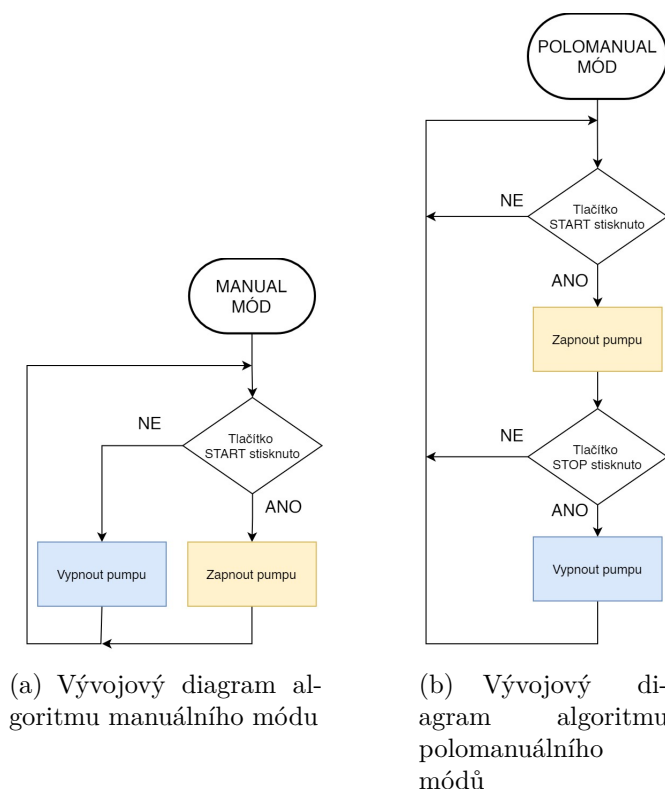 MANUAL
MÓD
NE
Tlačítko
START stisknuto
ANO
Vypnout pumpu
Zapnout pumpu
(a) Vývojový diagram al-
goritmu manuálního módu
POLOMANUAL
MÓD
NE
Tlačítko
START stisknuto
ANO
Zapnout pumpu
NE
Tlačítko
STOP stisknuto
ANO
Vypnout pumpu
(b) Vývojový di-
agram algoritmu
polomanuálního
módů